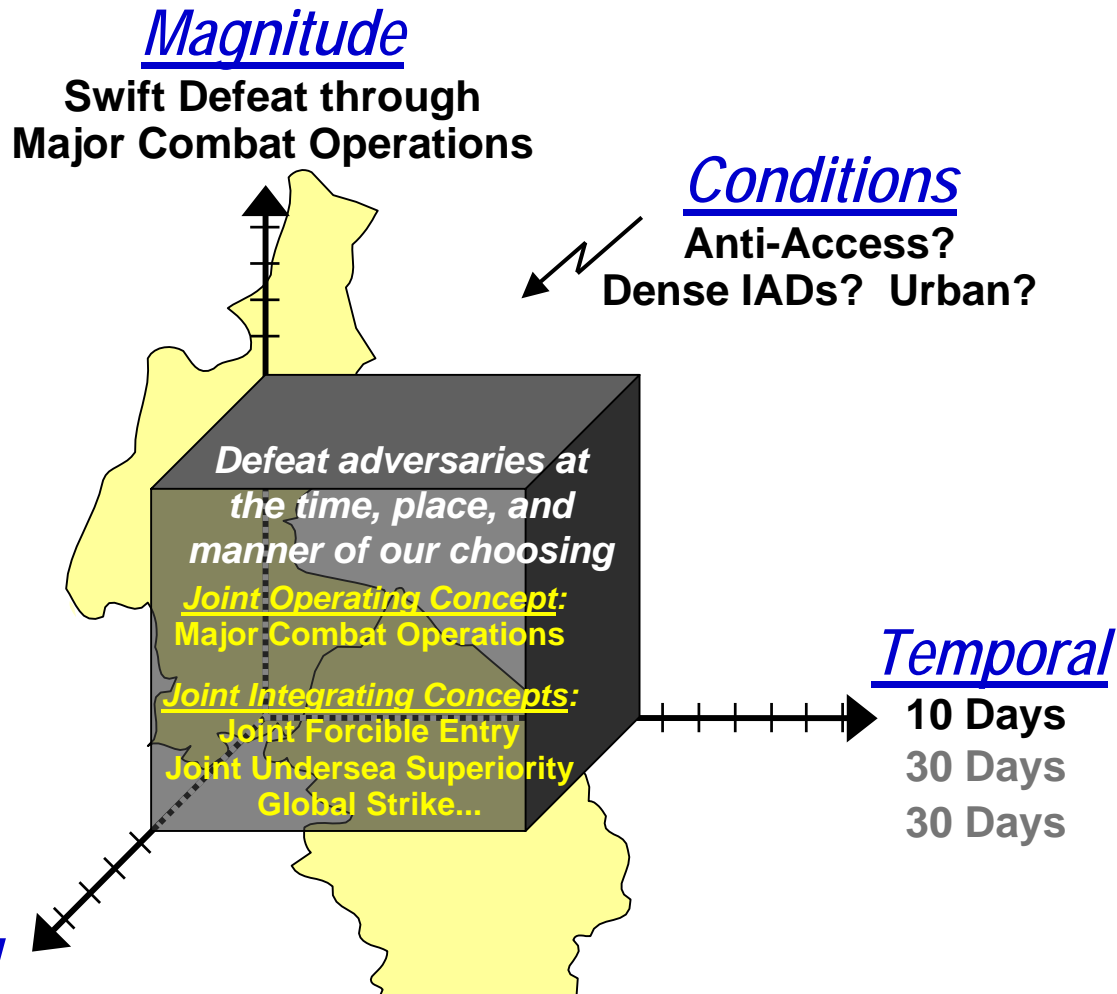 Magnitude
Swift Defeat through
Major Combat Operations
Conditions
Anti-Access?
Dense IADs? Urban?
Defeat adversaries at
the time, place, and
manner of our choosing
Joint Operating Concept:
Major Combat Operations
Joint Integrating Concepts:
Joint Forcible Entry
Joint Undersea Superiority
Global Strike...
Temporal
10 Days
30 Days
30 Days